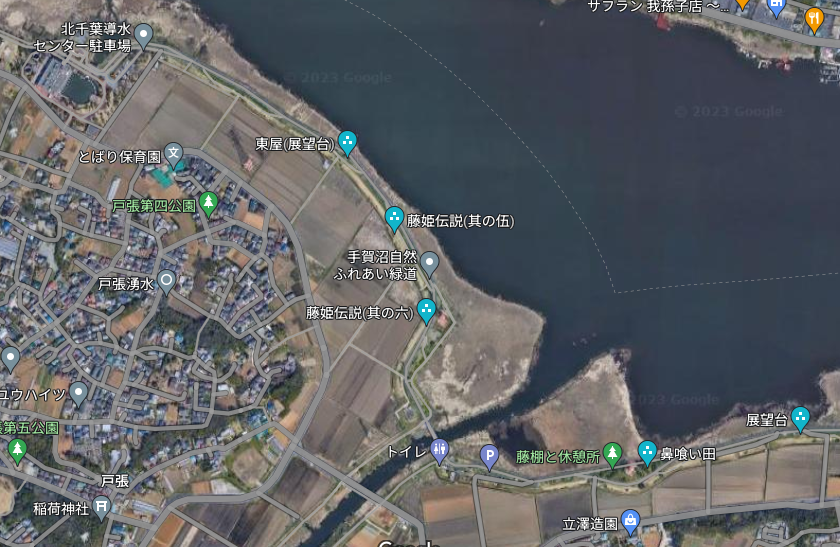 サフラン 我孫子店 〜...
北千葉導水
センター駐車場
© 2023 Google
© 2023 Google
東屋(展望台)
とばり保育園
文
戸張第四公園
藤姫伝説(其の伍)
手賀沼自然
ふれあい緑道
戸張湧水
藤姫伝説(其の六)
2023 Google
ユウハイツ
展望台
第五公園
トイレ
P
藤棚と休憩所
鼻喰い田
戸張
稲荷神社
立澤造園
Google